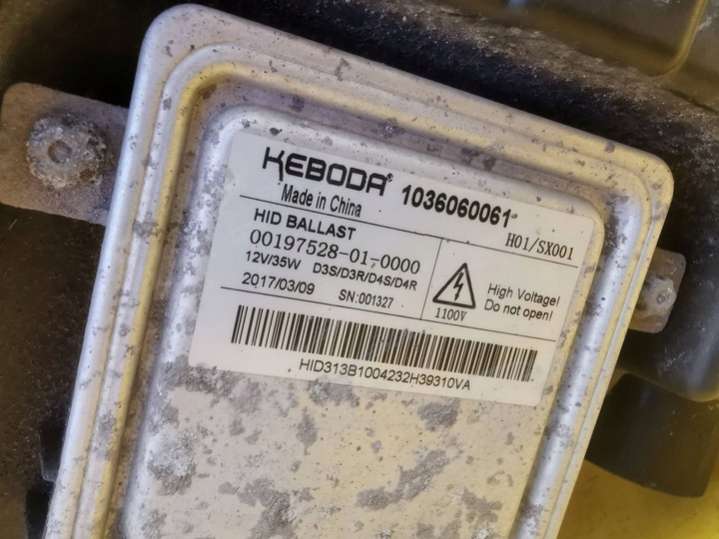 KEBODA® 1036060061
Made in China
H01/SX001
HID BALLAST
00197528-01-0000
12V/35W D3S/D3R/D4S/D4R
2017/03/09 SN:001327
1100V
High Voltage!
Do not open!
HID313B1004232H39310VA